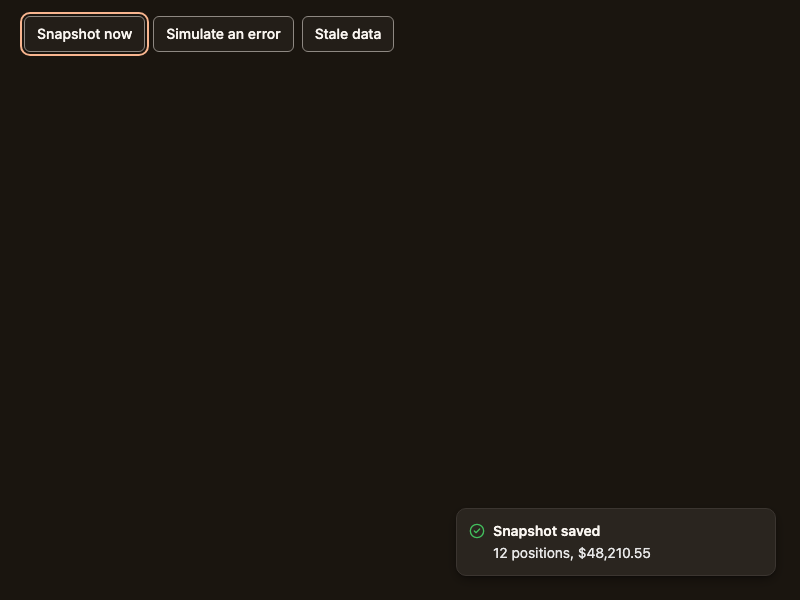 Snapshot now
Simulate an error
Stale data
Snapshot saved
12 positions, $48,210.55